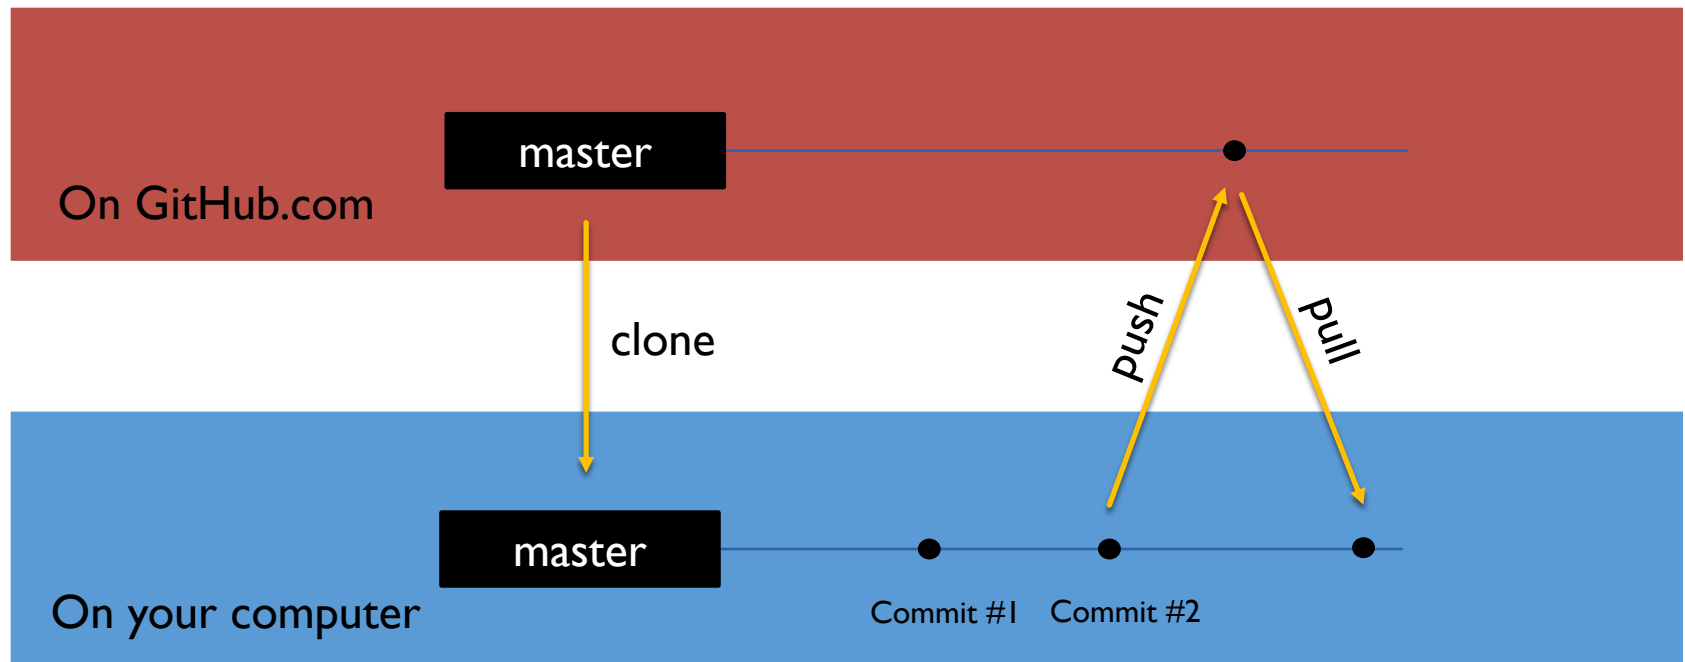 master
On GitHub.com
clone
push
pull
master
On your computer
Commit #1
Commit #2